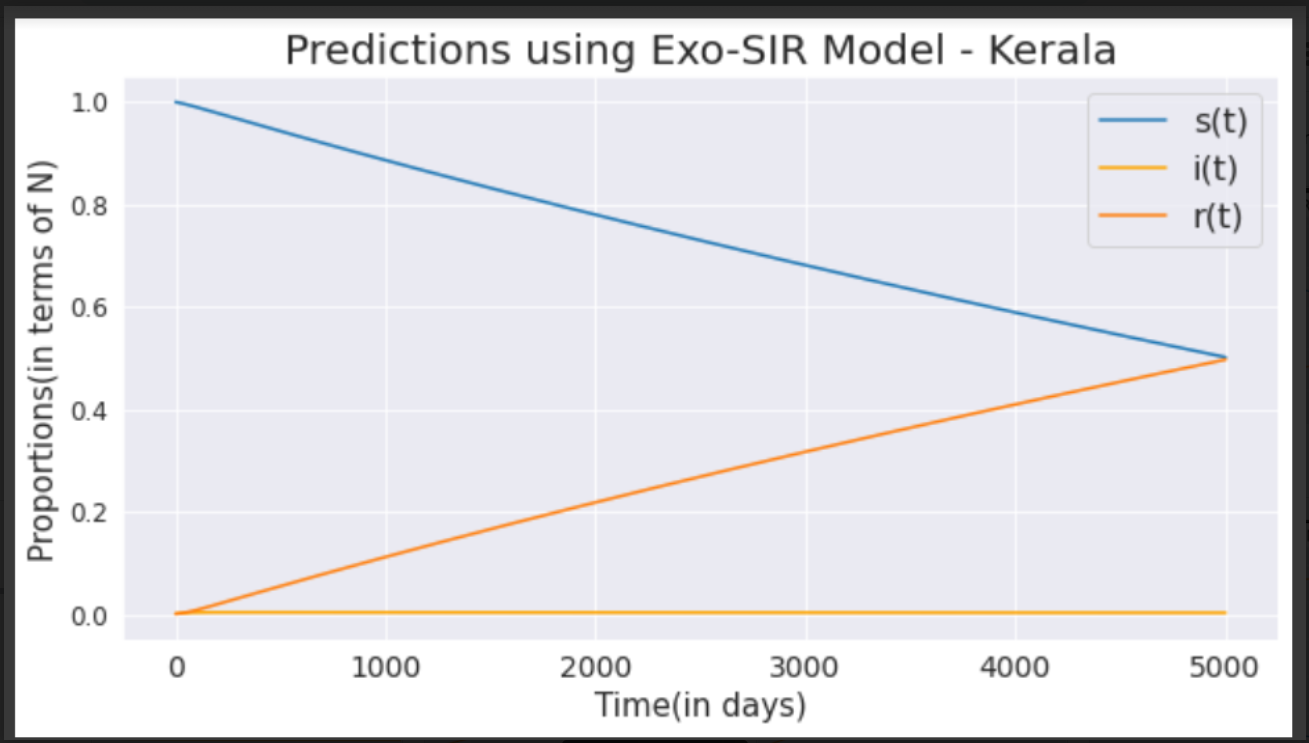 Predictions using Exo-SIR Model - Kerala
Proportions(in terms of N)
1.0
0.8
0.6
0.4
0.2
0.0
s(t)
i(t)
r(t)
0 1000 2000 3000 4000 5000
Time(in days)